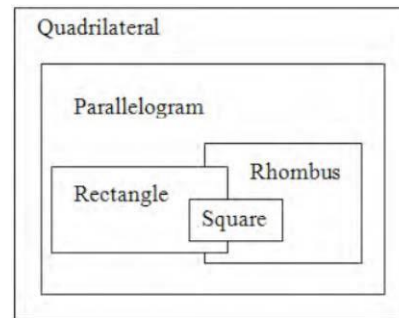 Quadrilateral
Parallelogram
Rhombus
Rectangle
Square